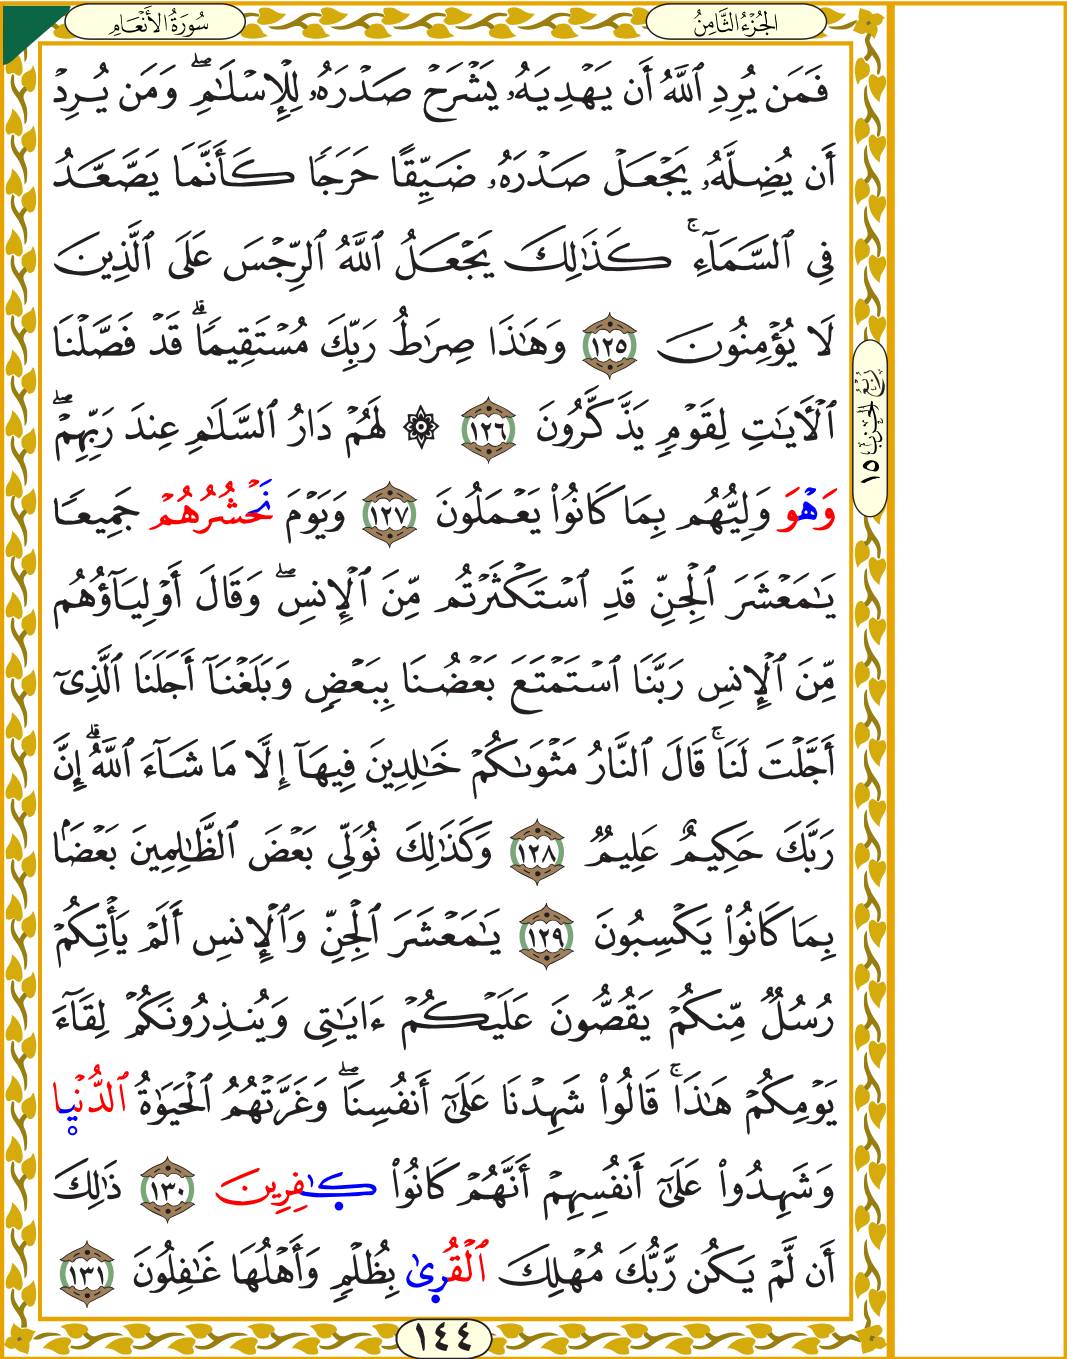 سُورَةُ الأَنْعَامِ
الجُزْءُ الثَّامِنُ
فَمَن يُرِدِ ٱللَّهُ أَن يَهْدِيَهُۥ يَشْرَحْ صَدْرَهُۥ لِلْإِسْلَٰمِۖ وَمَن يُرِدْ
أَن يُضِلَّهُۥ يَجْعَلْ صَدْرَهُۥ ضَيِّقًا حَرَجًا كَأَنَّمَا يَصَّعَّدُ
فِي ٱلسَّمَآءِۚ كَذَٰلِكَ يَجْعَلُ ٱللَّهُ ٱلرِّجْسَ عَلَى ٱلَّذِينَ
لَا يُؤْمِنُونَ ١٢٥ وَهَٰذَا صِرَٰطُ رَبِّكَ مُسْتَقِيمًاۗ قَدْ فَصَّلْنَا
ٱلْأٓيَٰتِ لِقَوْمٍ يَذَّكَّرُونَ ١٢٦ ۞ لَهُمْ دَارُ ٱلسَّلَٰمِ عِندَ رَبِّهِمْۖ
وَهْوَ وَلِيُّهُم بِمَا كَانُوا۟ يَعْمَلُونَ ١٢٧ وَيَوْمَ نَحْشُرُهُمْ جَمِيعًا
يَٰمَعْشَرَ ٱلْجِنِّ قَدِ ٱسْتَكْثَرْتُم مِّنَ ٱلْإِنسِۖ وَقَالَ أَوْلِيَآؤُهُم
مِّنَ ٱلْإِنسِ رَبَّنَا ٱسْتَمْتَعَ بَعْضُنَا بِبَعْضٍ وَبَلَغْنَآ أَجَلَنَا ٱلَّذِىٓ
أَجَّلْتَ لَنَاۚ قَالَ ٱلنَّارُ مَثْوَىٰكُمْ خَٰلِدِينَ فِيهَآ إِلَّا مَا شَآءَ ٱللَّهُۗ إِنَّ
رَبَّكَ حَكِيمٌ عَلِيمٌ ١٢٨ وَكَذَٰلِكَ نُوَلِّى بَعْضَ ٱلظَّٰلِمِينَ بَعْضًۢا
بِمَا كَانُوا۟ يَكْسِبُونَ ١٢٩ يَٰمَعْشَرَ ٱلْجِنِّ وَٱلْإِنسِ أَلَمْ يَأْتِكُمْ
رُسُلٌ مِّنكُمْ يَقُصُّونَ عَلَيْكُمْ ءَايَٰتِى وَيُنذِرُونَكُمْ لِقَآءَ
يَوْمِكُمْ هَٰذَاۚ قَالُوا۟ شَهِدْنَا عَلَىٰٓ أَنفُسِنَاۖ وَغَرَّتْهُمُ ٱلْحَيَوٰةُ ٱلدُّنْيَا
وَشَهِدُوا۟ عَلَىٰٓ أَنفُسِهِمْ أَنَّهُمْ كَانُوا۟ كَٰفِرِينَ ١٣٠ ذَٰلِكَ
أَن لَّمْ يَكُن رَّبُّكَ مُهْلِكَ ٱلْقُرَىٰ بِظُلْمٍ وَأَهْلُهَا غَٰفِلُونَ ١٣١
رُبْعُ الحِزْبِ ١٥
١٤٤